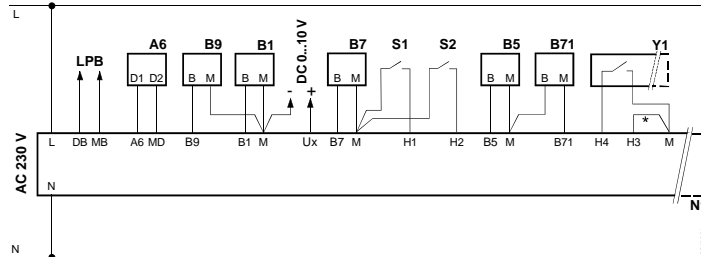 L
LPB A6 B9 B1 DC 0...10 V B7 S1 S2 B5 B71 Y1
D1 D2 B M B M - + B M B M B M
L DB MB A6 MD B9 B1 M Ux B7 M H1 H2 B5 M B71 H4 H3 * M
AC 230 V
N
N